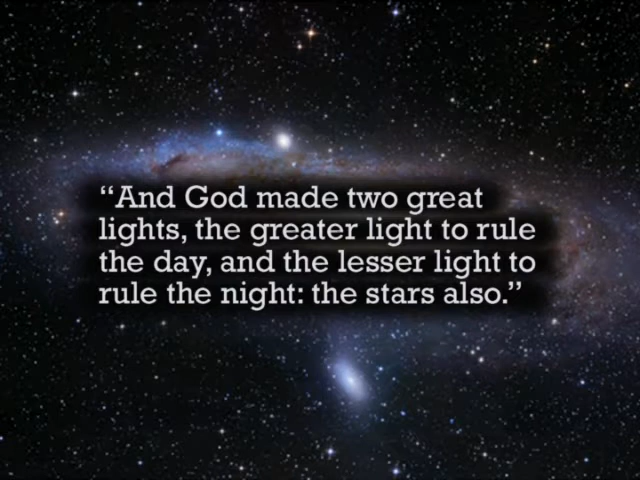 “And God made two great
lights, the greater light to rule
the day, and the lesser light to
rule the night: the stars also.”